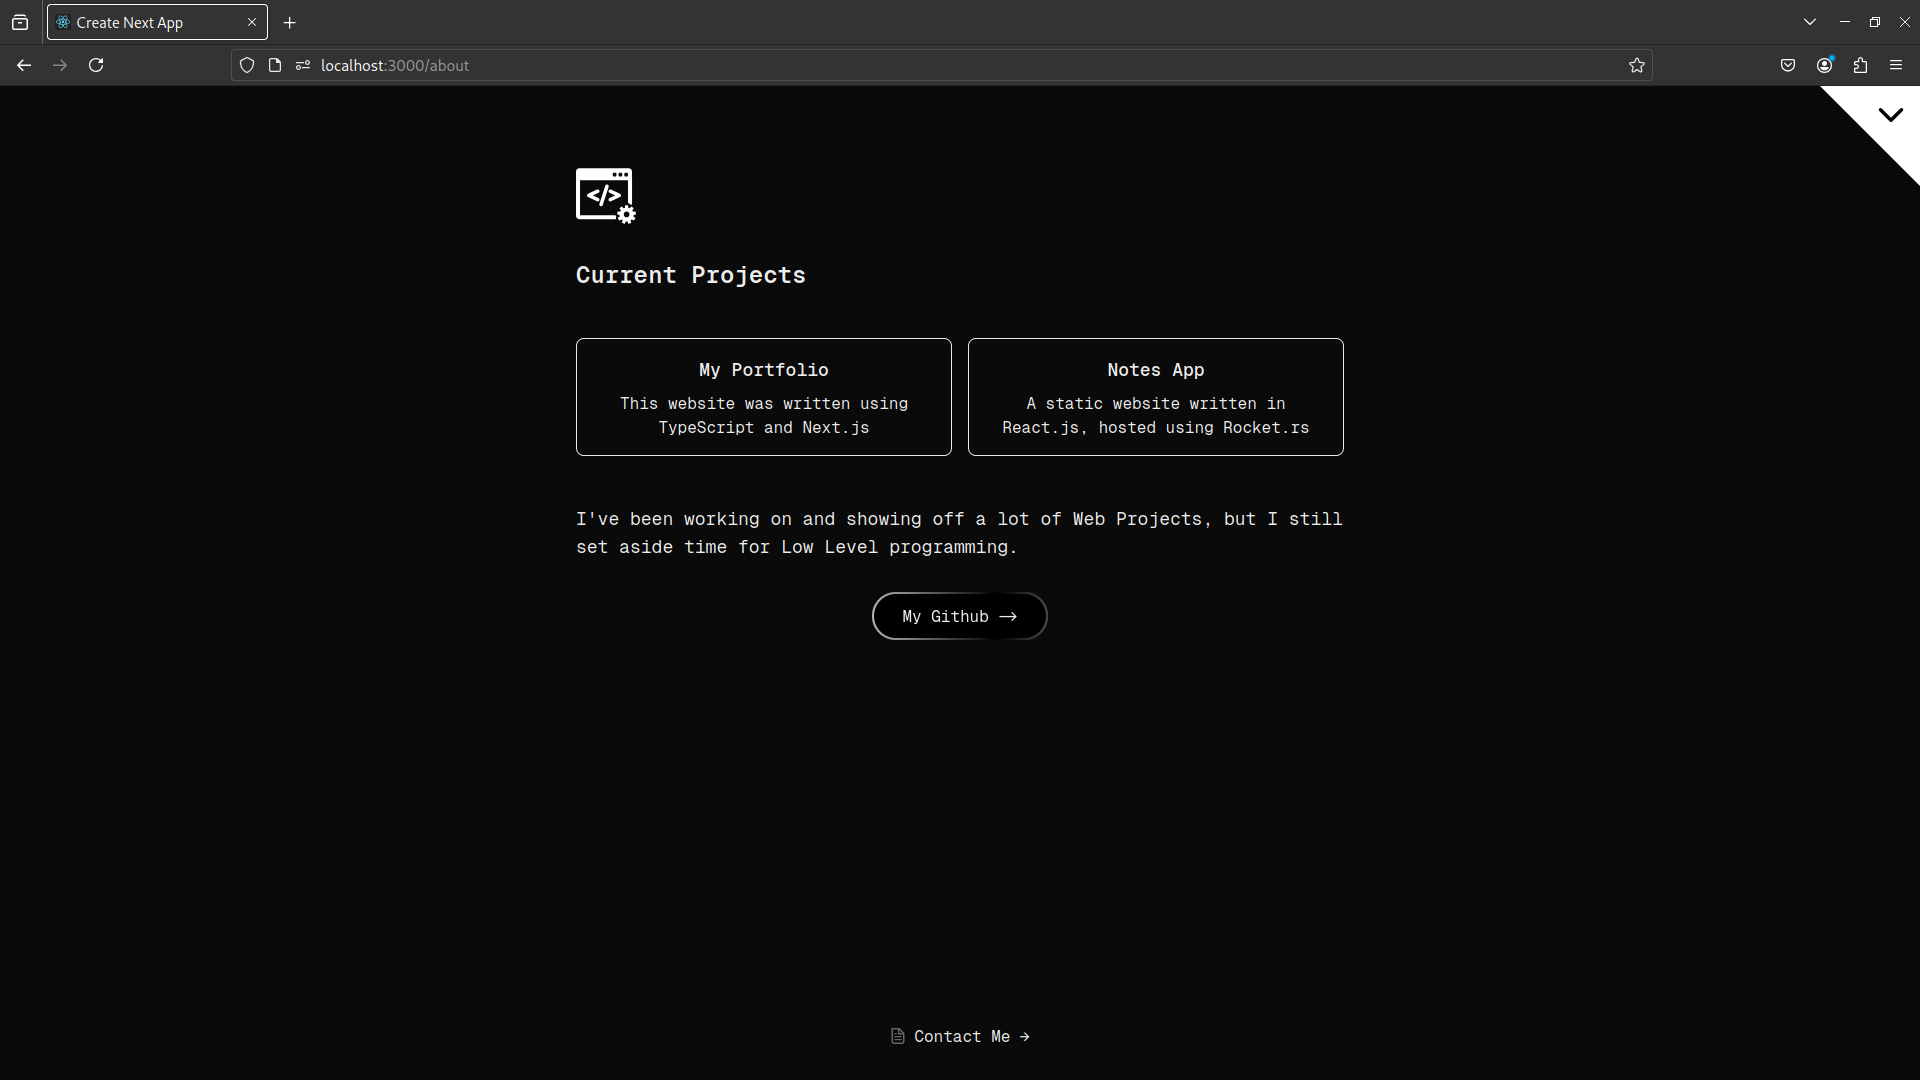 Create Next App
localhost:3000/about
</>
Current Projects
My Portfolio
This website was written using
TypeScript and Next.js
Notes App
A static website written in
React.js, hosted using Rocket.rs
I've been working on and showing off a lot of Web Projects, but I still
set aside time for Low Level programming.
My Github →
Contact Me →